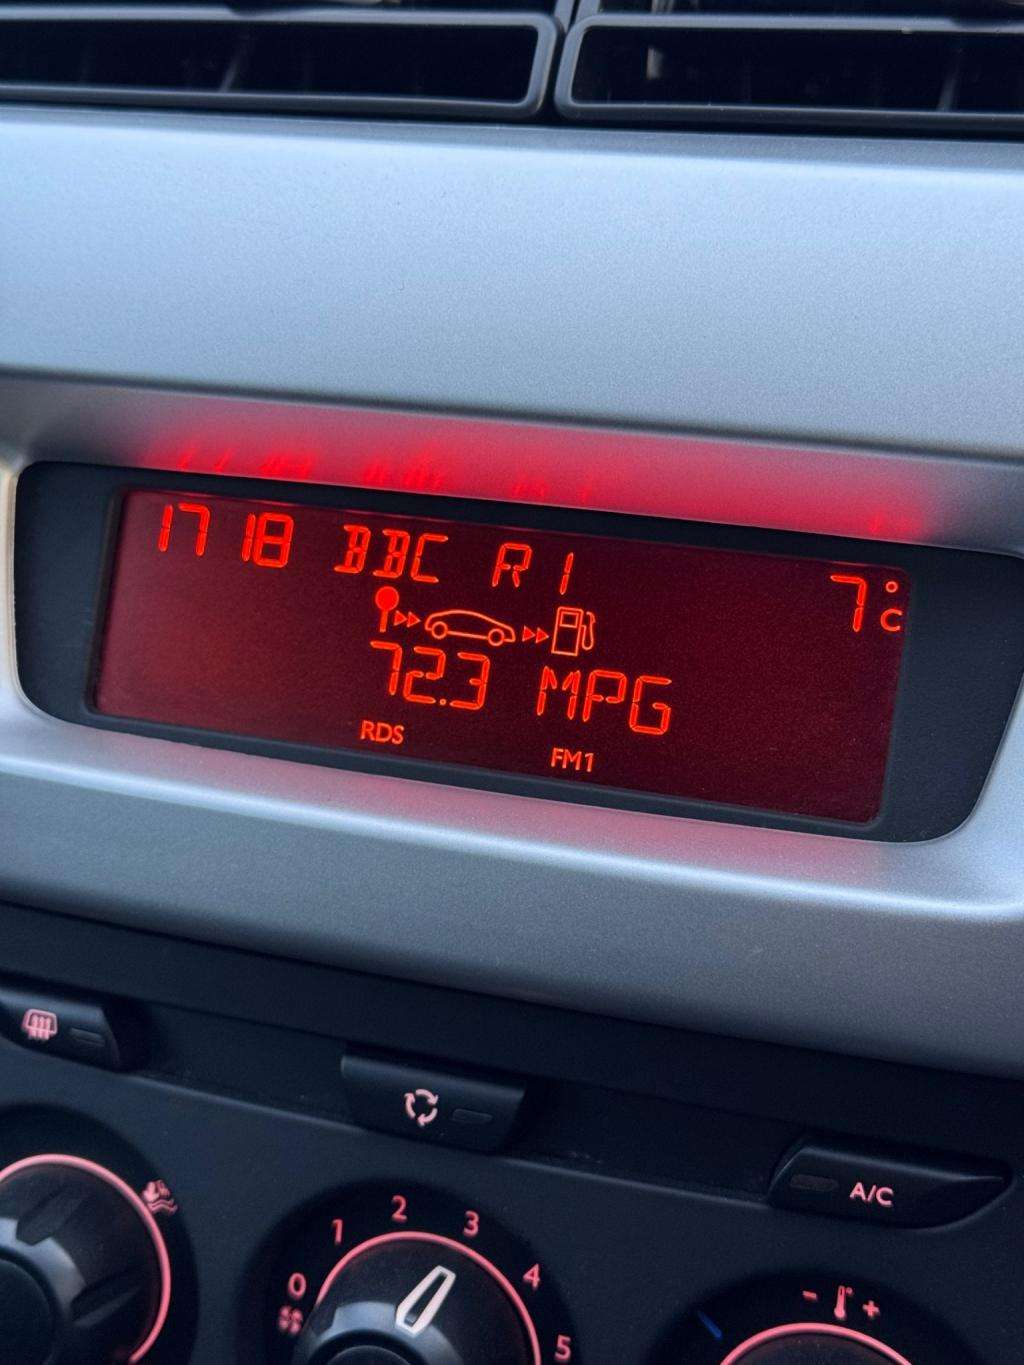 17 18 BBC R1 7°C
72.3 MPG
RDS FM1
A/C
0 1 2 3 4 5
- +